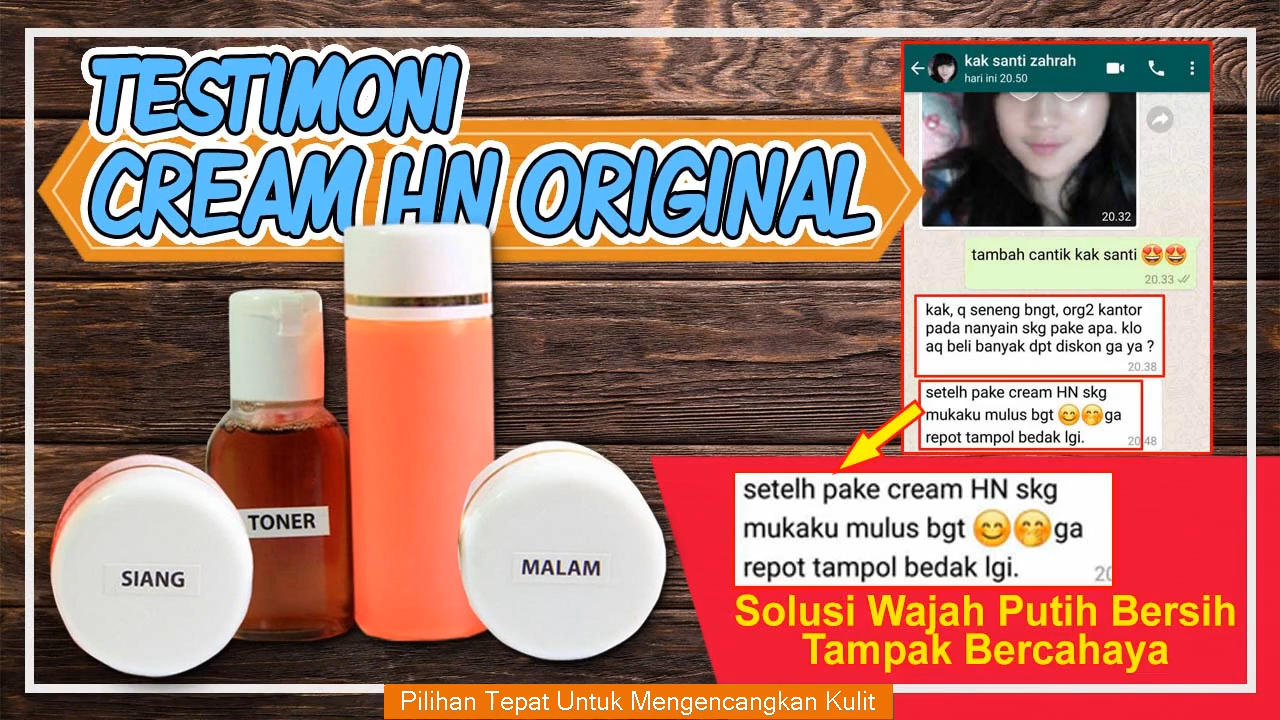 TESTIMONI
CREAM HN ORIGINAL
kak santi zahrah
hari ini 20.50
20.32
tambah cantik kak santi 🤩🤩
20.33
kak, q seneng bngt, org2 kantor
pada nanyain skg pake apa. klo
aq beli banyak dpt diskon ga ya ?
20.38
setelh pake cream HN skg
mukaku mulus bgt 😊🤭ga
repot tampol bedak lgi.
20.48
setelh pake cream HN skg
mukaku mulus bgt 😊🤭ga
repot tampol bedak lgi.
Solusi Wajah Putih Bersih
Tampak Bercahaya
TONER
SIANG
MALAM
Pilihan Tepat Untuk Mengencangkan Kulit